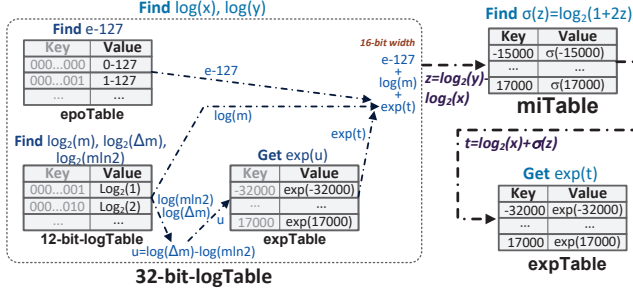 Find log(x), log(y)
Find e-127
Key Value
000...000 0-127
000...001 1-127
... ...
epoTable
e-127
16-bit width
e-127
+
log(m)
+
exp(t)
z=log₂(y)-
log₂(x)
Find σ(z)=log₂(1+2z)
Key Value
-15000 σ(-15000)
... ...
17000 σ(17000)
miTable
log(m)
exp(t)
Find log₂(m), log₂(Δm),
log₂(mln2)
Key Value
000...001 Log₂(1)
000...010 Log₂(2)
... ...
12-bit-logTable
log(mln2)
log(Δm)
u
u=log(Δm)-log(mln2)
Get exp(u)
Key Value
-32000 exp(-32000)
... ...
17000 exp(17000)
expTable
32-bit-logTable
t=log₂(x)+σ(z)
Get exp(t)
Key Value
-32000 exp(-32000)
... ...
17000 exp(17000)
expTable